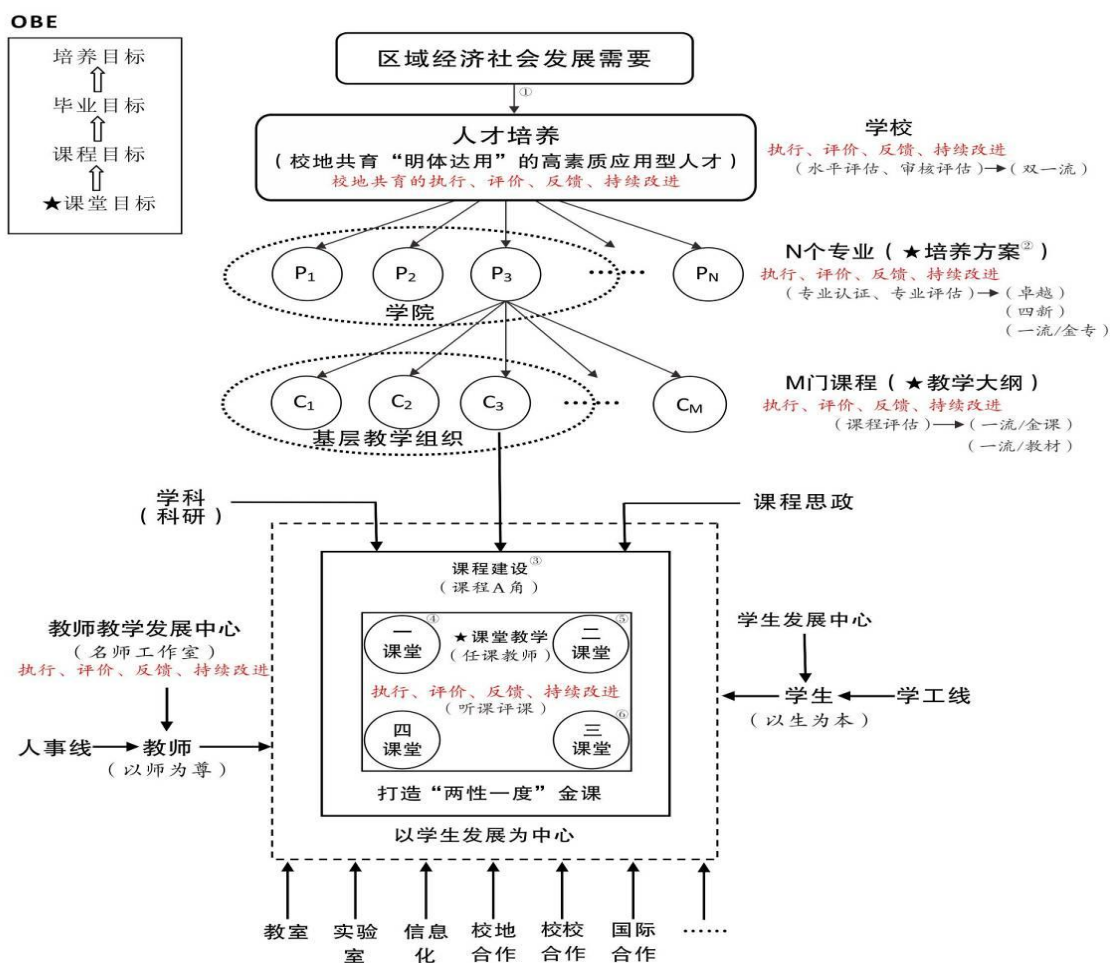 OBE
培养目标
毕业目标
课程目标
★课堂目标
区域经济社会发展需要
①
人才培养
（校地共育“明体达用”的高素质应用型人才）
校地共育的执行、评价、反馈、持续改进
学校
执行、评价、反馈、持续改进
（水平评估、审核评估）（双一流）
P1
P2
P3
……
PN
学院
N个专业（★培养方案②）
执行、评价、反馈、持续改进
（专业认证、专业评估）（卓越）
（四新）
（一流/金专）
C1
C2
C3
……
CM
基层教学组织
M门课程（★教学大纲）
执行、评价、反馈、持续改进
（课程评估）（一流/金课）
（一流/教材）
学科
（科研）
课程思政
课程建设③
（课程A角）
④
一
课堂
★课堂教学
（任课教师）
⑤
二
课堂
执行、评价、反馈、持续改进
（听课评课）
四
课堂
⑥
三
课堂
打造“两性一度”金课
以学生发展为中心
教师教学发展中心
（名师工作室）
执行、评价、反馈、持续改进
人事线
教师
（以师为尊）
学生发展中心
学生
（以生为本）
学工线
教室
实验
室
信息
化
校地
合作
校校
合作
国际
合作
……